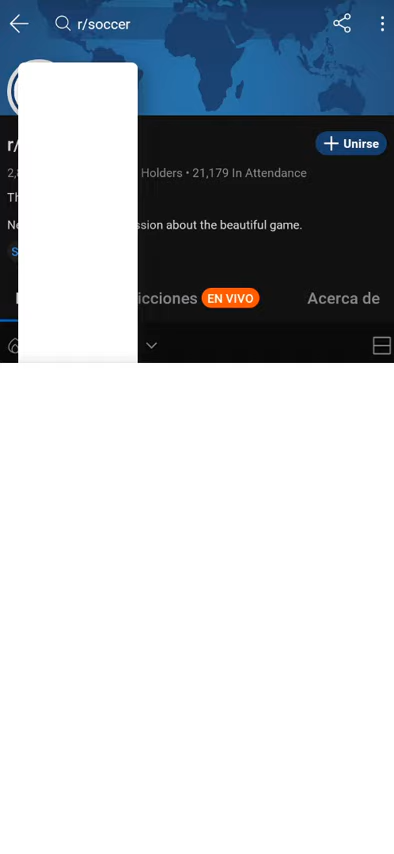 r/soccer
r/
Unirse
2, Holders • 21,179 In Attendance
Th
Ne ssion about the beautiful game.
S
icciones EN VIVO Acerca de